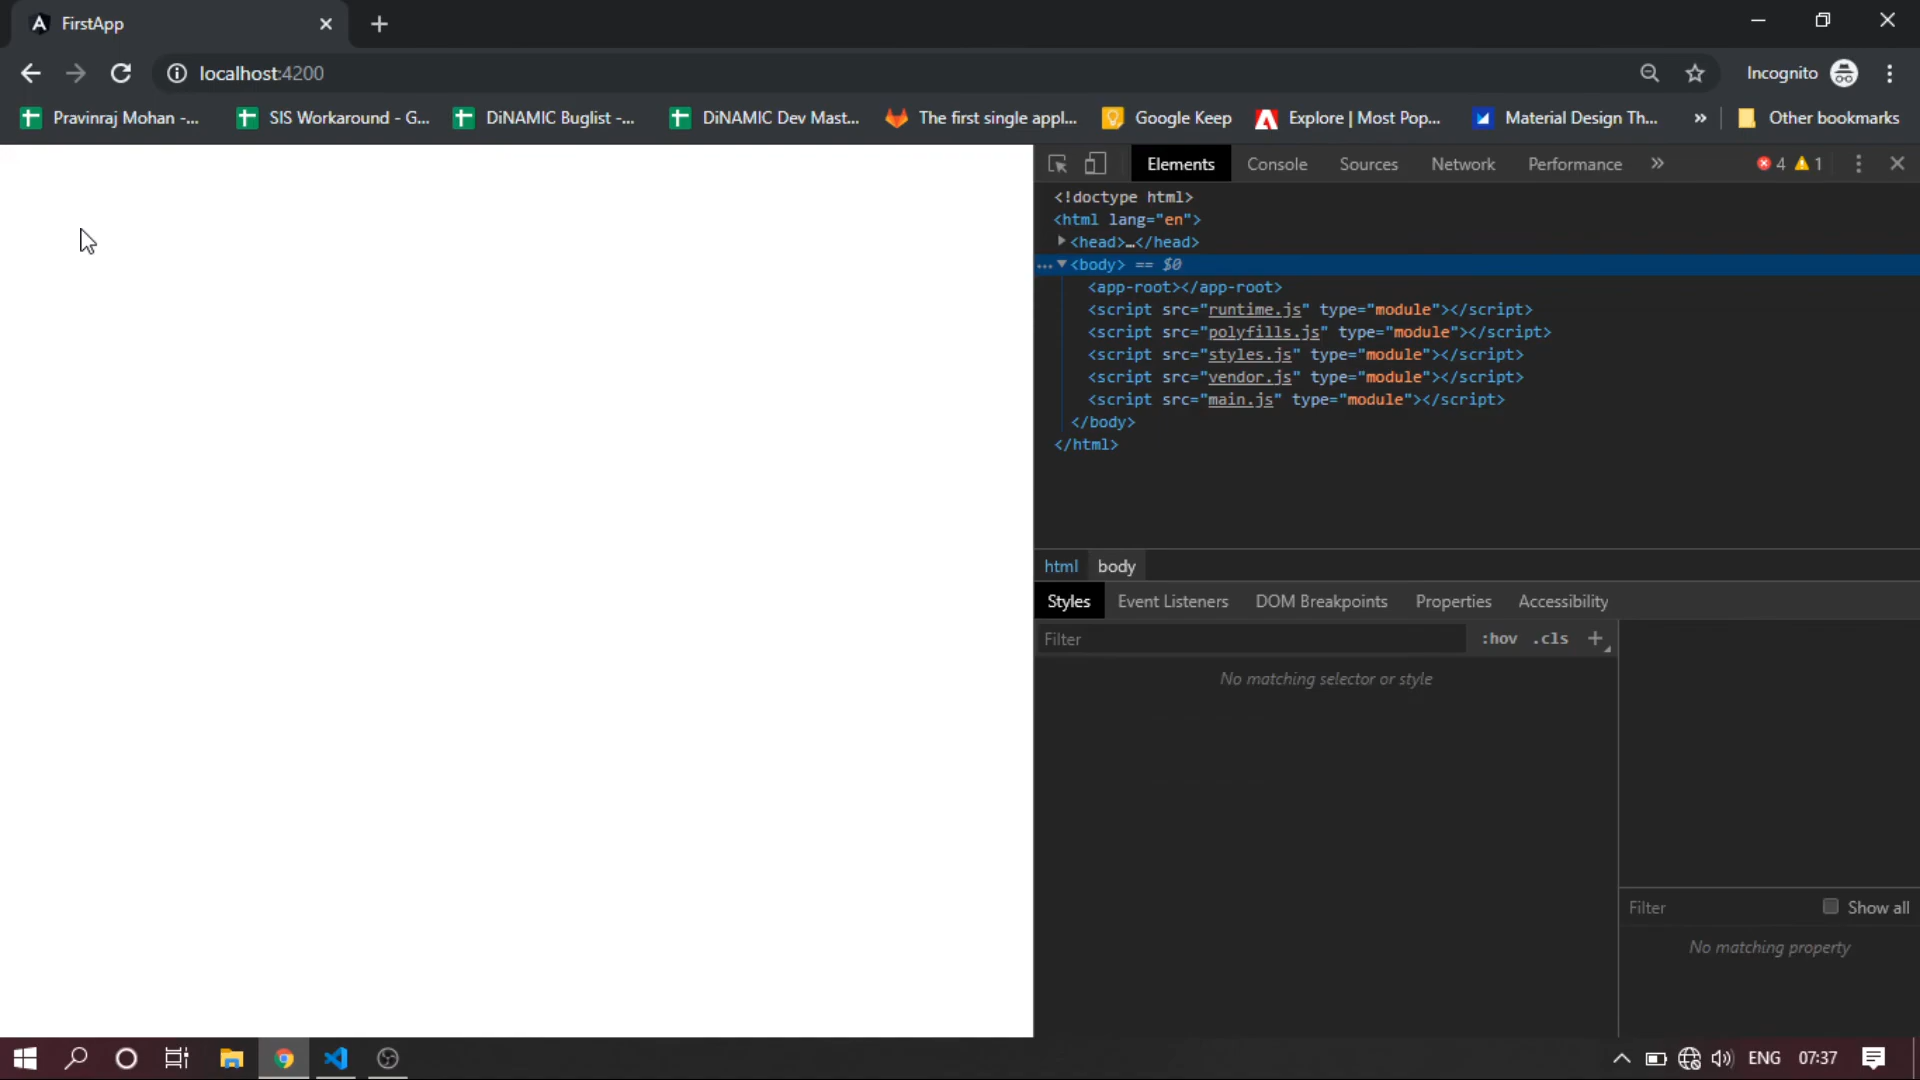 FirstApp
localhost:4200
Incognito
Pravinraj Mohan -...
SIS Workaround - G...
DiNAMIC Buglist -...
DiNAMIC Dev Mast...
The first single appl...
Google Keep
Explore | Most Pop...
Material Design Th...
»
Other bookmarks
Elements
Console
Sources
Network
Performance
»
4
1
<!doctype html>
<html lang="en">
<head>…</head>
<body> == $0
<app-root></app-root>
<script src="runtime.js" type="module"></script>
<script src="polyfills.js" type="module"></script>
<script src="styles.js" type="module"></script>
<script src="vendor.js" type="module"></script>
<script src="main.js" type="module"></script>
</body>
</html>
html
body
Styles
Event Listeners
DOM Breakpoints
Properties
Accessibility
Filter
:hov
.cls
No matching selector or style
Filter
Show all
No matching property
ENG
07:37